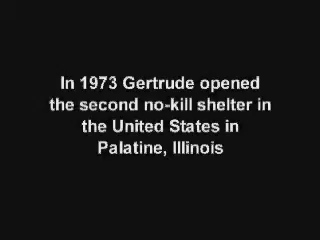 In 1973 Gertrude opened
the second no-kill shelter in
the United States in
Palatine, Illinois